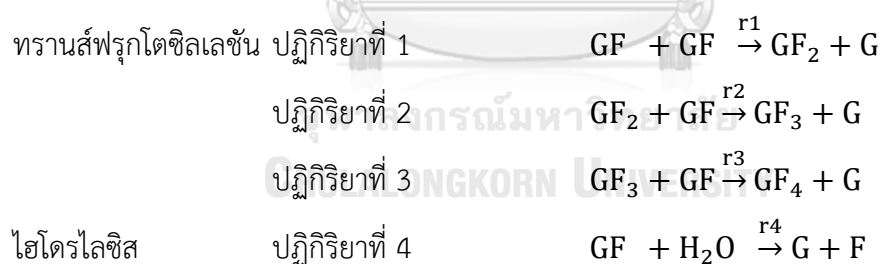 ทรานส์ฟรุกโตซิลเลชัน ปฏิกิริยาที่ 1 GF + GF r1 → GF₂ + G
ปฏิกิริยาที่ 2 GF₂ + GF r2 → GF₃ + G
ปฏิกิริยาที่ 3 GF₃ + GF r3 → GF₄ + G
ไฮโดรไลซิส ปฏิกิริยาที่ 4 GF + H₂O r4 → G + F